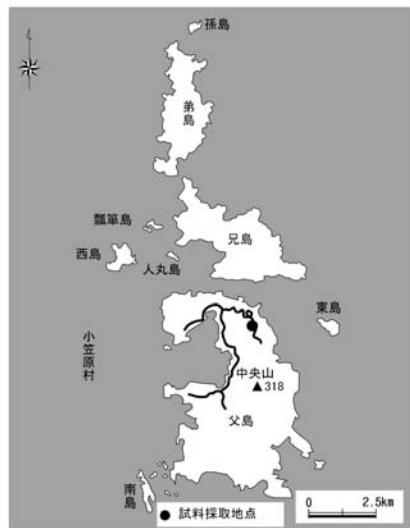 孫島
弟島
瓢箪島
兄島
西島
人丸島
東島
小笠原村
中央山
▲318
父島
南島
● 試料採取地点
0 2.5km